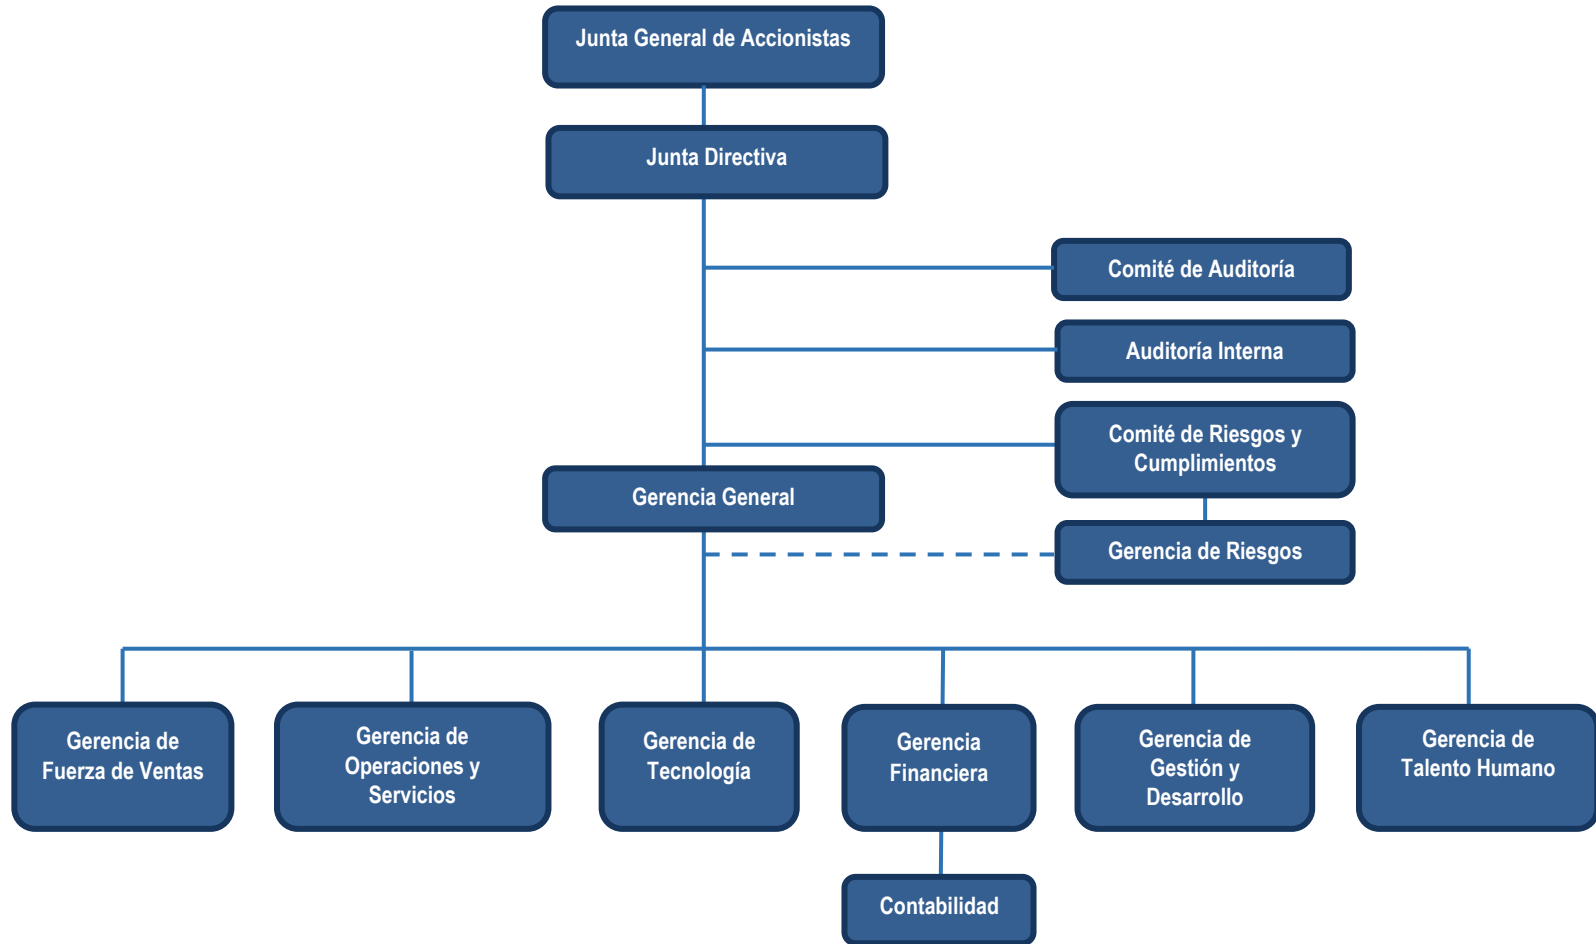 Junta General de Accionistas
Junta Directiva
Comité de Auditoría
Auditoría Interna
Comité de Riesgos y
Cumplimientos
Gerencia General
Gerencia de Riesgos
Gerencia de
Fuerza de Ventas
Gerencia de
Operaciones y
Servicios
Gerencia de
Tecnología
Gerencia
Financiera
Gerencia de
Gestión y
Desarrollo
Gerencia de
Talento Humano
Contabilidad